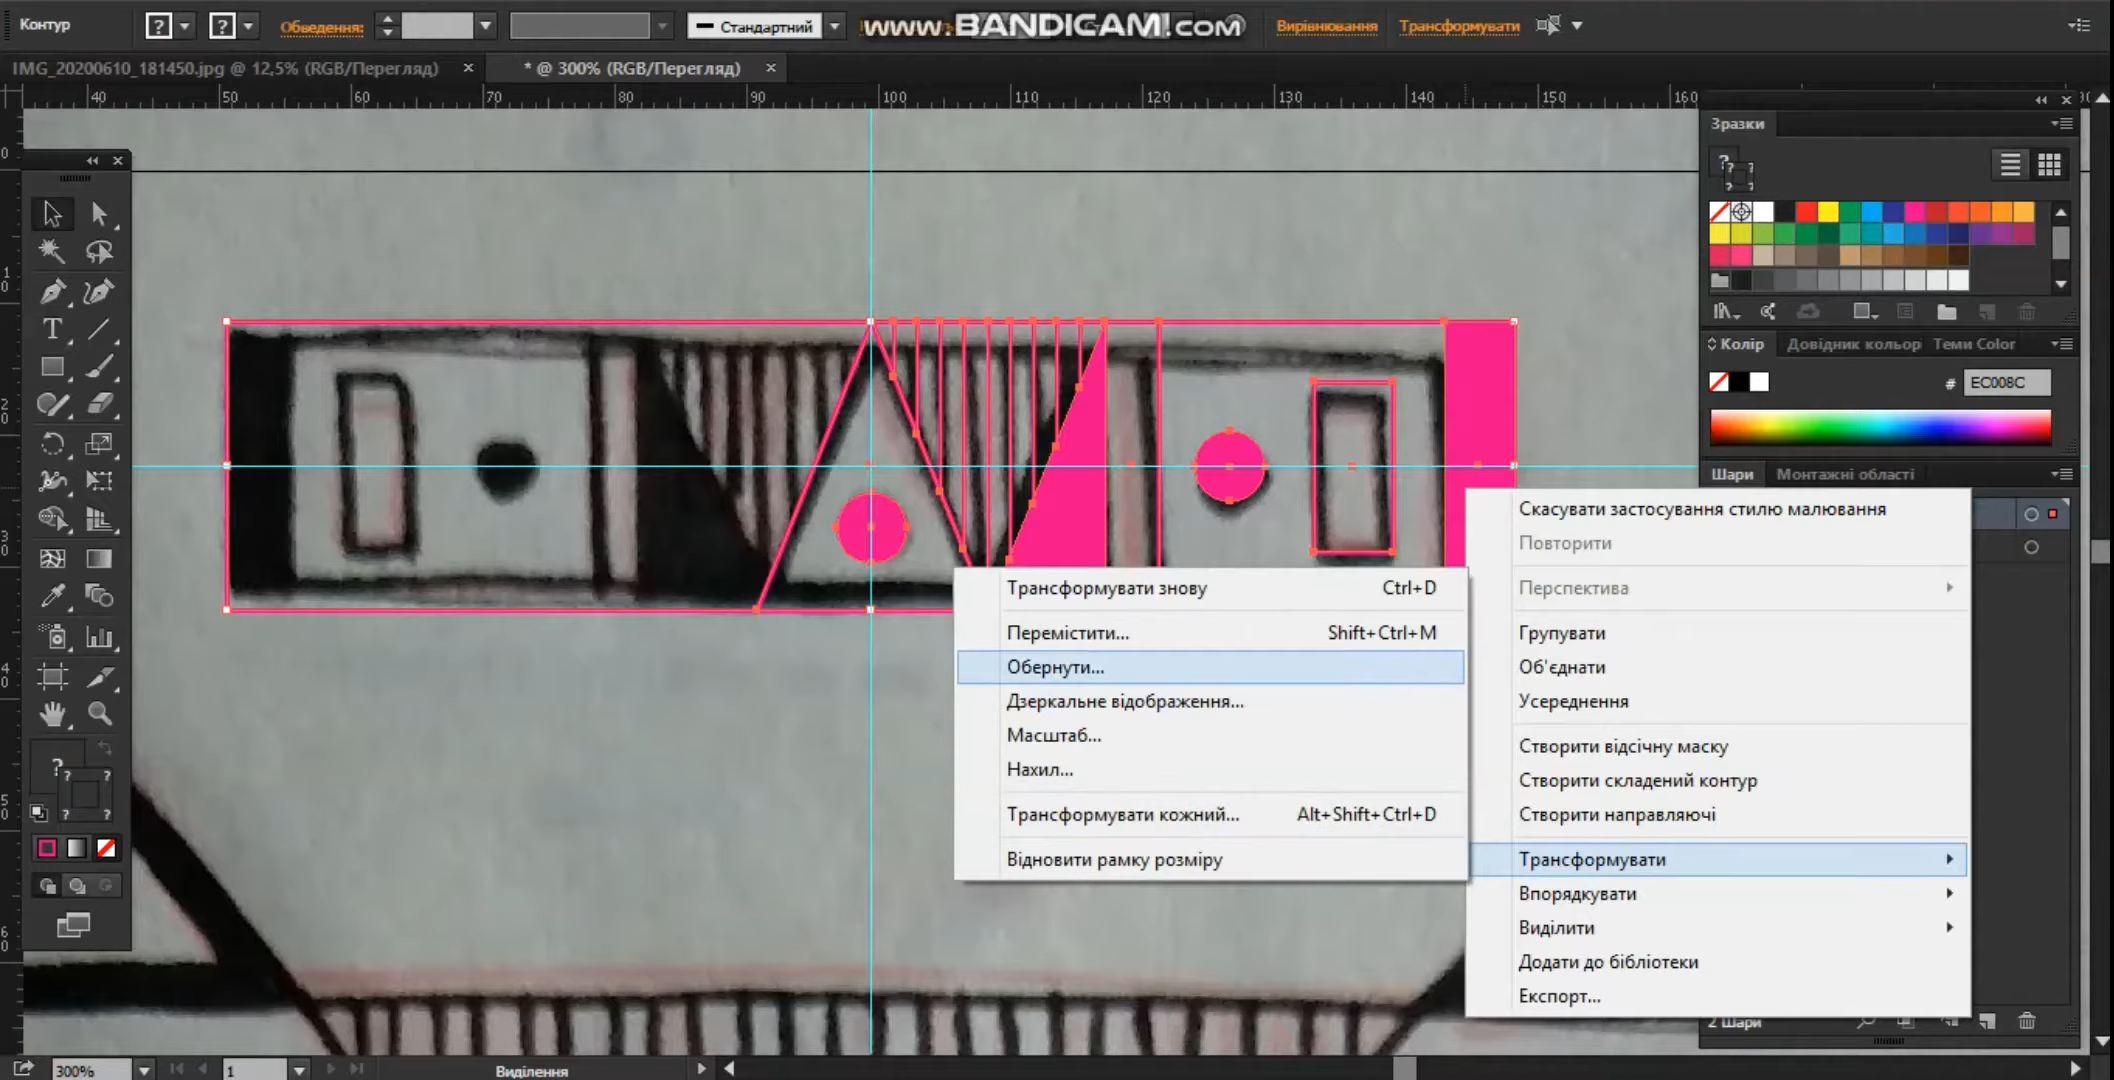 Контур
?
?
Обведення:
Стандартний
www.BANDICAM.com
Вирівнювання
Трансформувати
IMG_20200610_181450.jpg @ 12,5% (RGB/Перегляд)
* @ 300% (RGB/Перегляд)
40 50 60 70 80 90 100 110 120 130 140 150 160
Зразки
Колір
Довідник кольор
Теми Color
# EC008C
Шари
Монтажні області
Скасувати застосування стилю малювання
Повторити
Перспектива
Групувати
Об'єднати
Усереднення
Створити відсічну маску
Створити складений контур
Створити направляючі
Трансформувати
Впорядкувати
Виділити
Додати до бібліотеки
Експорт...
Трансформувати знову Ctrl+D
Перемістити... Shift+Ctrl+M
Обернути...
Дзеркальне відображення...
Масштаб...
Нахил...
Трансформувати кожний... Alt+Shift+Ctrl+D
Відновити рамку розміру
2 Шари
300%
1
Виділення